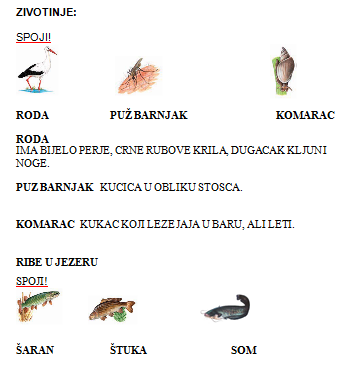 ZIVOTINJE:
SPOJI!
RODA PUŽ BARNJAK KOMARAC
RODA
IMA BIJELO PERJE, CRNE RUBOVE KRILA, DUGACAK KLJUN I
NOGE.
PUZ BARNJAK KUCICA U OBLIKU STOSCA.
KOMARAC KUKAC KOJI LEZE JAJA U BARU, ALI LETI.
RIBE U JEZERU
SPOJI!
ŠARAN ŠTUKA SOM